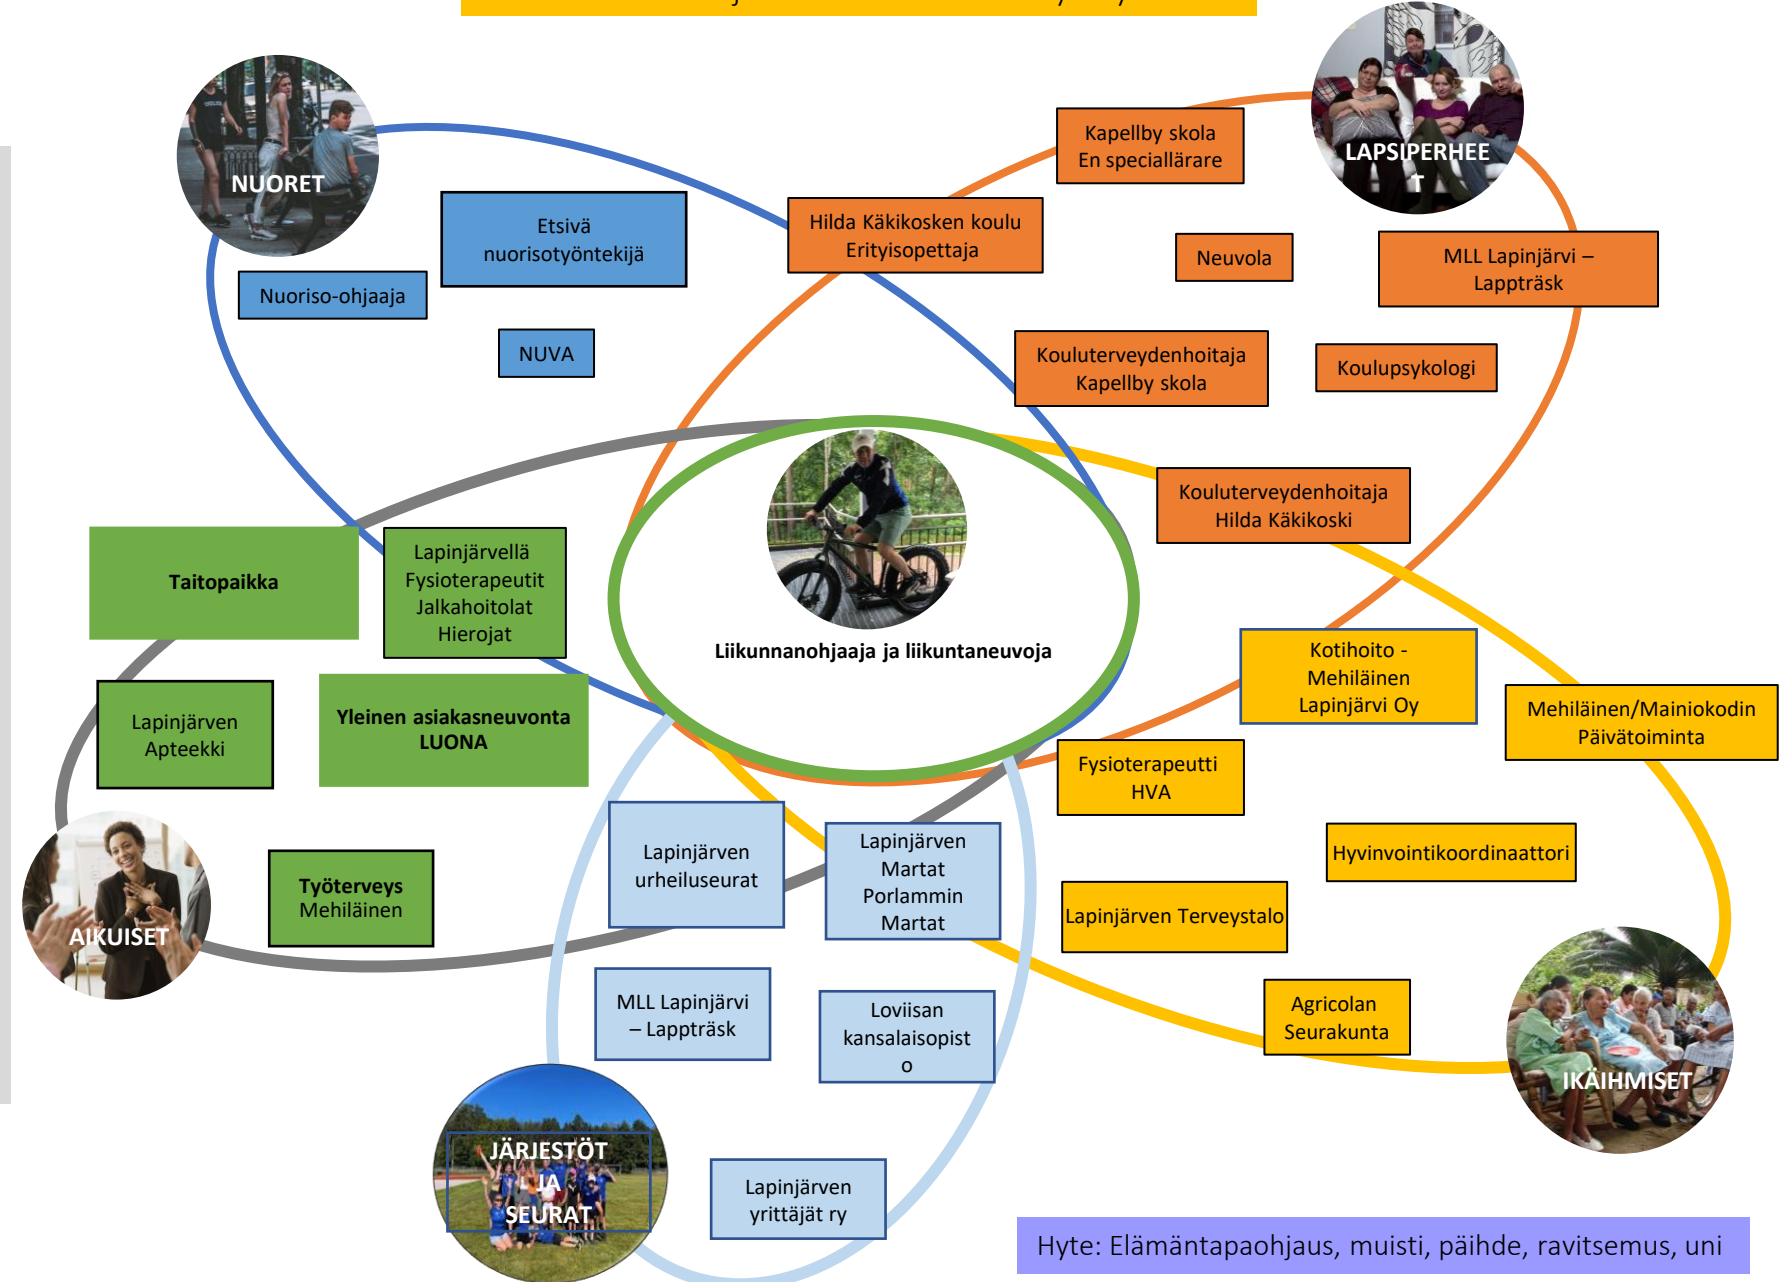 NUORET
Etsivä
nuorisotyöntekijä
Nuoriso-ohjaaja
NUVA
Kapellby skola
En speciallärare
LAPSIPERHEE
T
Hilda Käkikosken koulu
Erityisopettaja
Neuvola
MLL Lapinjärvi –
Lappträsk
Kouluterveydenhoitaja
Kapellby skola
Koulupsykologi
Kouluterveydenhoitaja
Hilda Käkikoski
Taitopaikka
Lapinjärvellä
Fysioterapeutit
Jalkahoitolat
Hierojat
Liikunnanohjaaja ja liikuntaneuvoja
Lapinjärven
Apteekki
Yleinen asiakasneuvonta
LUONA
Työterveys
Mehiläinen
AIKUISET
Kotihoito -
Mehiläinen
Lapinjärvi Oy
Mehiläinen/Mainiokodin
Päivätoiminta
Fysioterapeutti
HVA
Hyvinvointikoordinaattori
Lapinjärven Terveystalo
Agricolan
Seurakunta
IKÄIHMISET
Lapinjärven
urheiluseurat
Lapinjärven
Martat
Porlammin
Martat
MLL Lapinjärvi
– Lappträsk
Loviisan
kansalaisopist
o
JÄRJESTÖT
JA
SEURAT
Lapinjärven
yrittäjät ry
Hyte: Elämäntapaohjaus, muisti, päihde, ravitsemus, uni